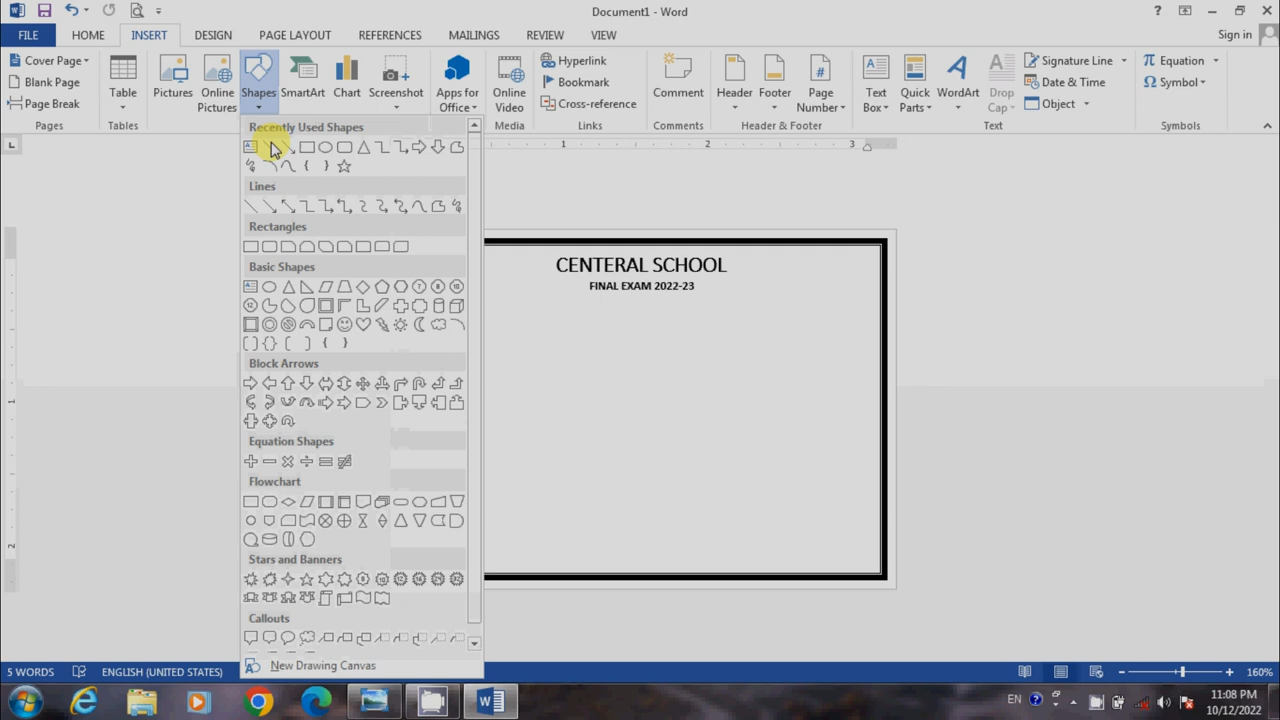 Document1 - Word
?
FILE HOME INSERT DESIGN PAGE LAYOUT REFERENCES MAILINGS REVIEW VIEW Sign in
Cover Page
Blank Page
Page Break
Pages
Table
Tables
Pictures
Online Pictures
Shapes
SmartArt
Chart
Screenshot
Apps for Office
Online Video
Media
Hyperlink
Bookmark
Cross-reference
Links
Comment
Comments
Header
Footer
Page Number
Header & Footer
Text Box
Quick Parts
WordArt
Drop Cap
Signature Line
Date & Time
Object
Text
Equation
Symbol
Symbols
Recently Used Shapes
Lines
Rectangles
Basic Shapes
Block Arrows
Equation Shapes
Flowchart
Stars and Banners
Callouts
New Drawing Canvas
1 2 3
1
2
CENTERAL SCHOOL
FINAL EXAM 2022-23
5 WORDS ENGLISH (UNITED STATES) 160%
EN 11:08 PM
10/12/2022